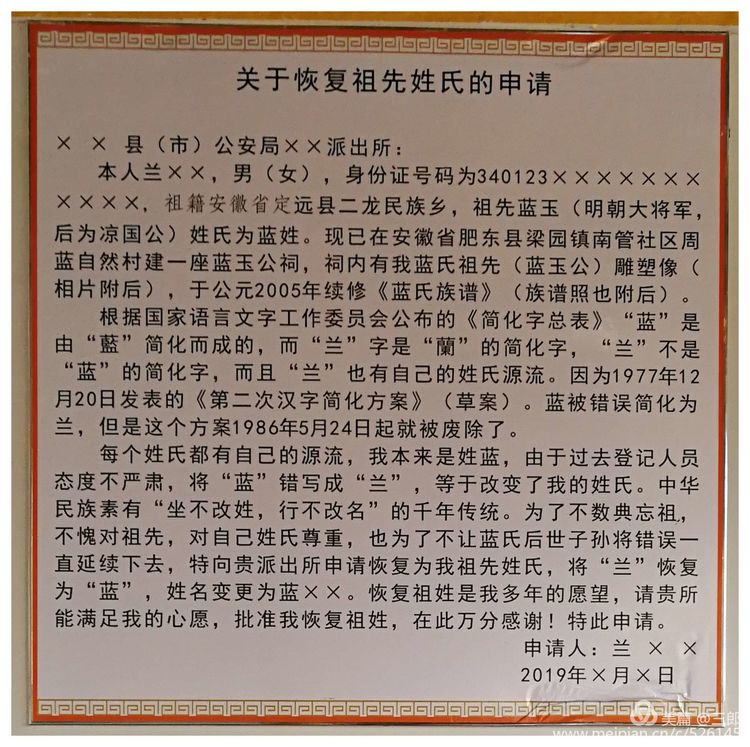 关于恢复祖先姓氏的申请
× × 县（市）公安局××派出所：
本人兰××，男（女），身份证号码为340123×××××××××
××××，祖籍安徽省定远县二龙民族乡，祖先蓝玉（明朝大将军，
后为凉国公）姓氏为蓝姓。现已在安徽省肥东县梁园镇南管社区周
蓝自然村建一座蓝玉公祠，祠内有我蓝氏祖先（蓝玉公）雕塑像（
相片附后），于公元2005年续修《蓝氏族谱》（族谱照也附后）。
根据国家语言文字工作委员会公布的《简化字总表》“蓝”是
由“藍”简化而成的，而“兰”字是“蘭”的简化字，“兰”不是
“蓝”的简化字，而且“兰”也有自己的姓氏源流。因为1977年12
月20日发表的《第二次汉字简化方案》（草案）。蓝被错误简化为
兰，但是这个方案1986年5月24日起就被废除了。
每个姓氏都有自己的源流，我本来是姓蓝，由于过去登记人员
态度不严肃，将“蓝”错写成“兰”，等于改变了我的姓氏。中华
民族素有“坐不改姓，行不改名”的千年传统。为了不数典忘祖，
不愧对祖先，对自己姓氏尊重，也为了不让蓝氏后世子孙将错误一
直延续下去，特向贵派出所申请恢复为我祖先姓氏，将“兰”恢复
为“蓝”，姓名变更为蓝××。恢复祖姓是我多年的愿望，请贵所
能满足我的心愿，批准我恢复祖姓，在此万分感谢！特此申请。
申请人：兰 × ×
2019年×月×日
美篇 @三郎
www.meipian.cn/c/526145